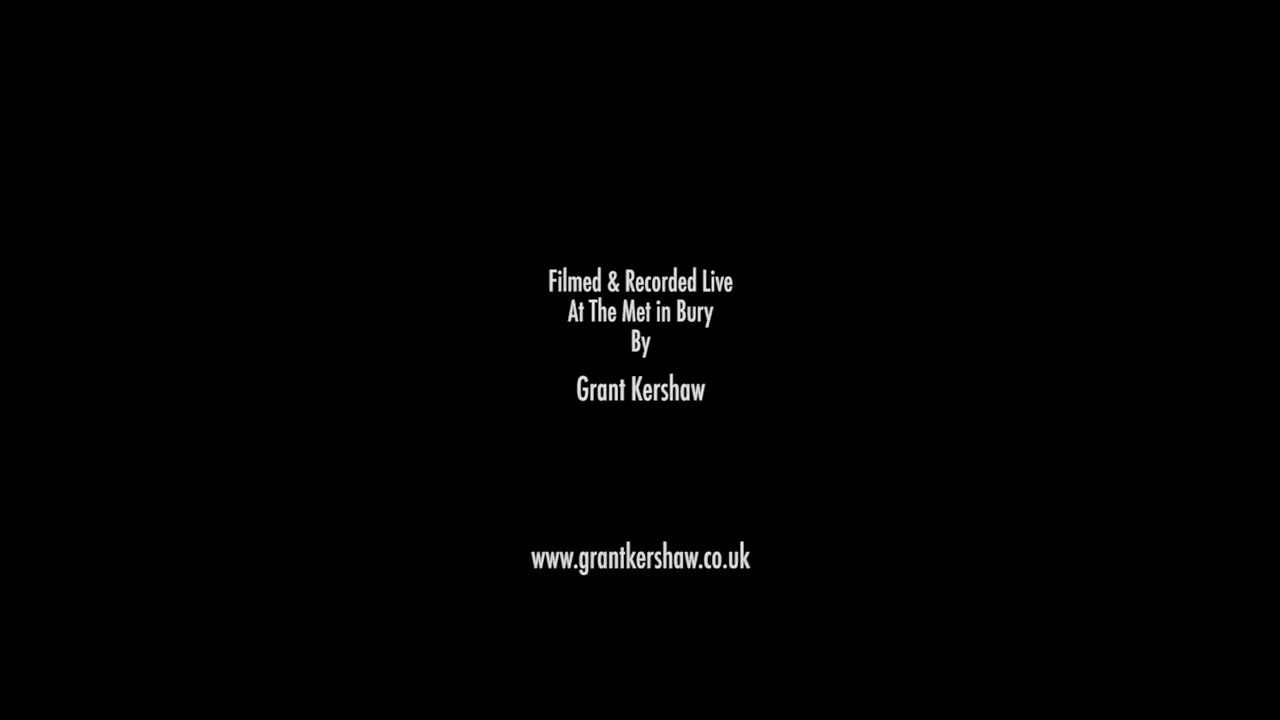 Filmed & Recorded Live
At The Met in Bury
By
Grant Kershaw
www.grantkershaw.co.uk